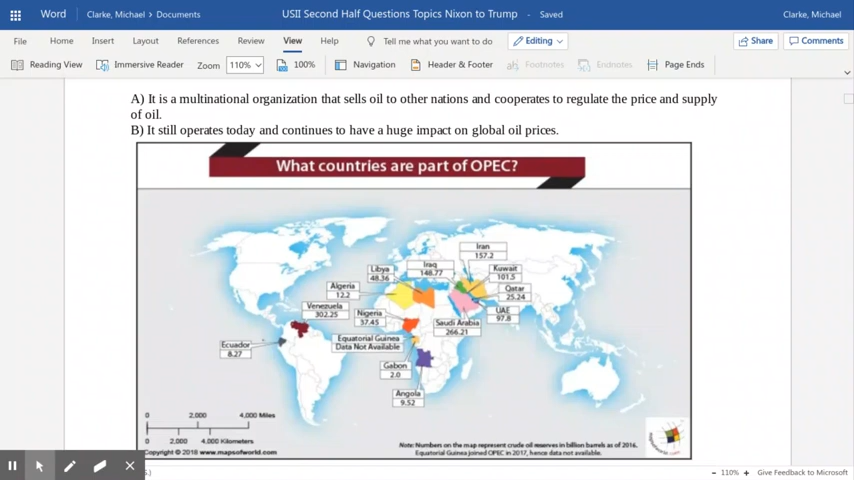 Word
Clarke, Michael > Documents
USII Second Half Questions Topics Nixon to Trump - Saved
Clarke, Michael
File Home Insert Layout References Review View Help Tell me what you want to do Editing Share Comments
Reading View Immersive Reader Zoom 110% 100% Navigation Header & Footer Footnotes Endnotes Page Ends
A) It is a multinational organization that sells oil to other nations and cooperates to regulate the price and supply
of oil.
B) It still operates today and continues to have a huge impact on global oil prices.
What countries are part of OPEC?
Iran
157.2
Iraq
148.77
Kuwait
101.5
Libya
48.36
Qatar
25.24
Algeria
12.2
UAE
97.8
Venezuela
302.25
Nigeria
37.45
Saudi Arabia
266.21
Equatorial Guinea
Data Not Available
Ecuador
8.27
Gabon
2.0
Angola
9.52
0 2,000 4,000 Miles
0 2,000 4,000 Kilometers
Copyright © 2018 www.mapsofworld.com
Note: Numbers on the map represent crude oil reserves in billion barrels as of 2016.
Equatorial Guinea joined OPEC in 2017, hence data not available.
- 110% + Give Feedback to Microsoft